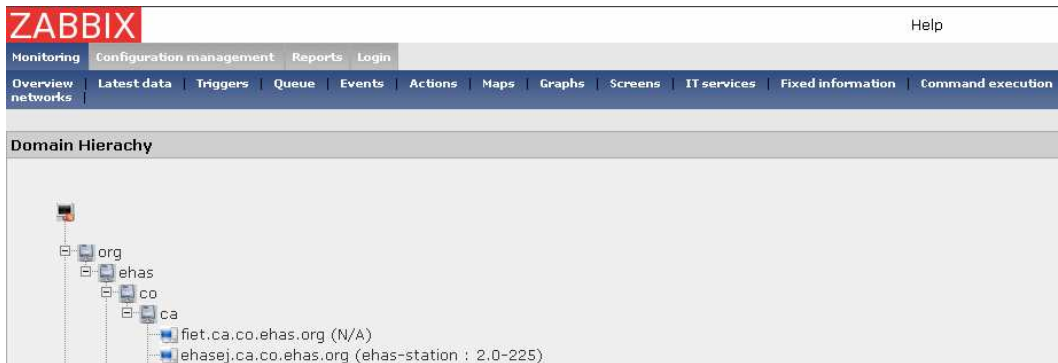 ZABBIX
Help
Monitoring Configuration management Reports Login
Overview networks | Latest data | Triggers | Queue | Events | Actions | Maps | Graphs | Screens | IT services | Fixed information | Command execution
Domain Hierachy
org
ehas
co
ca
fiet.ca.co.ehas.org (N/A)
ehasej.ca.co.ehas.org (ehas-station : 2.0-225)